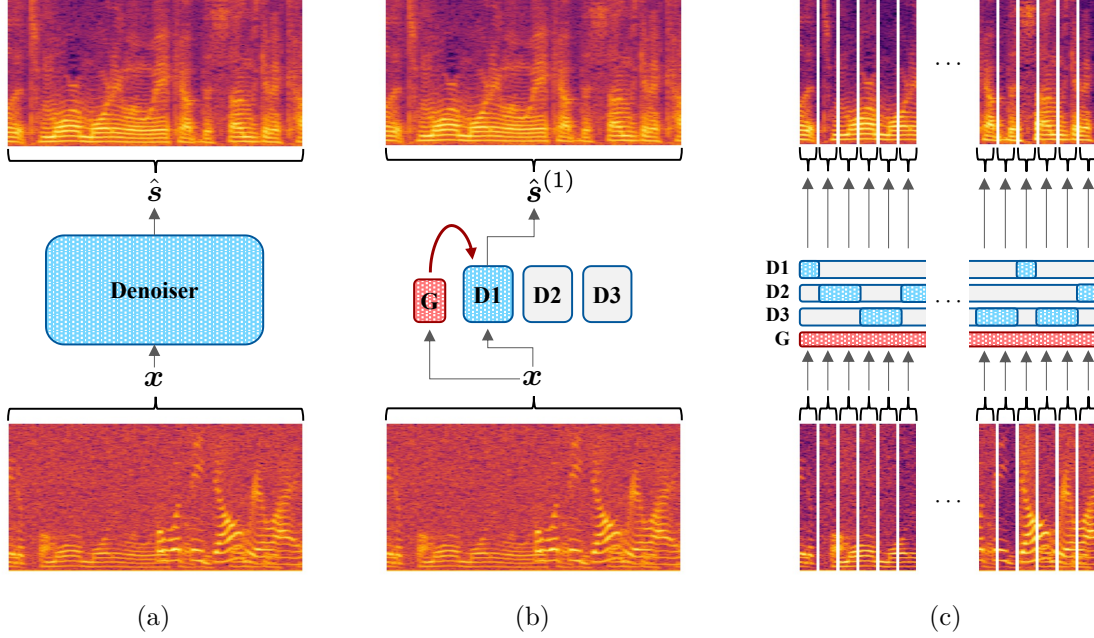 ŝ
Denoiser
x
(a)
ŝ(1)
G
D1
D2
D3
x
(b)
...
D1
D2
D3
G
...
...
(c)